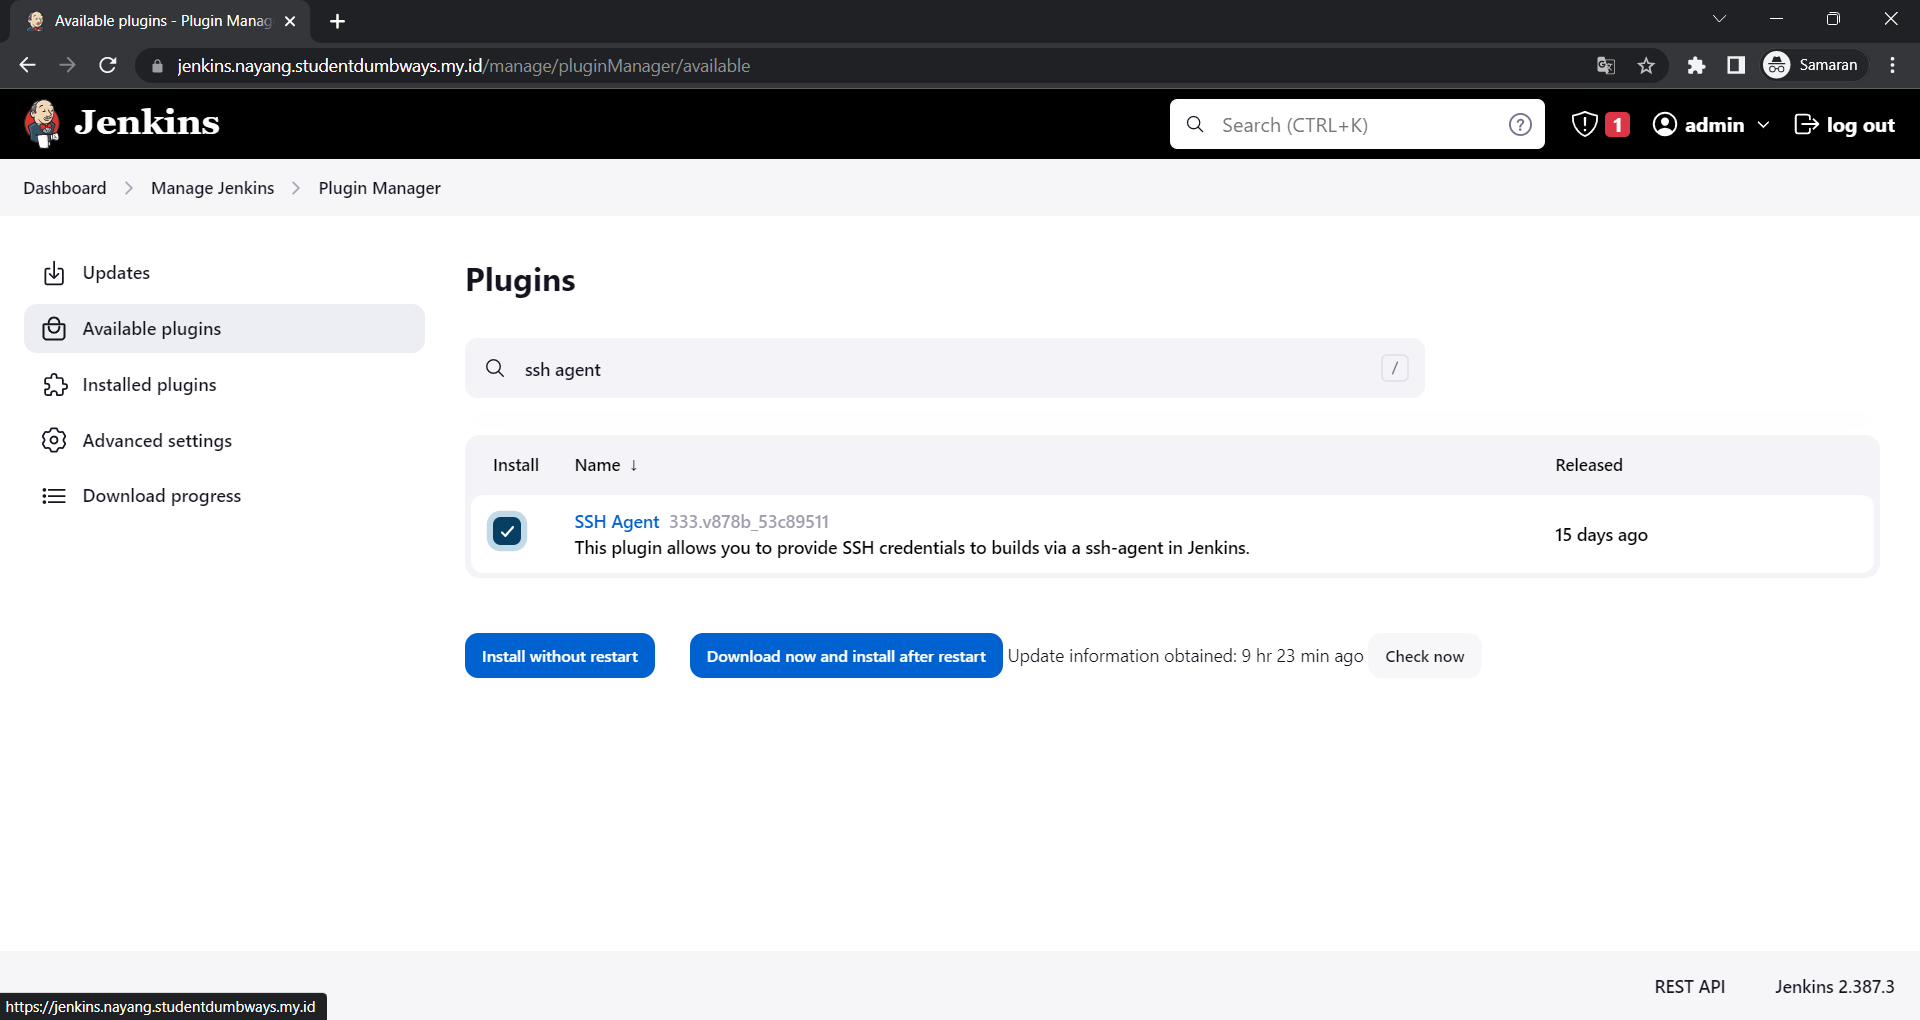 Available plugins - Plugin Manag
jenkins.nayang.studentdumbways.my.id/manage/pluginManager/available
Samaran
Jenkins
Search (CTRL+K)
?
1
admin
log out
Dashboard
Manage Jenkins
Plugin Manager
Updates
Available plugins
Installed plugins
Advanced settings
Download progress
Plugins
ssh agent
/
Install Name ↓ Released
SSH Agent 333.v878b_53c89511
This plugin allows you to provide SSH credentials to builds via a ssh-agent in Jenkins.
15 days ago
Install without restart
Download now and install after restart
Update information obtained: 9 hr 23 min ago
Check now
REST API
Jenkins 2.387.3
https://jenkins.nayang.studentdumbways.my.id